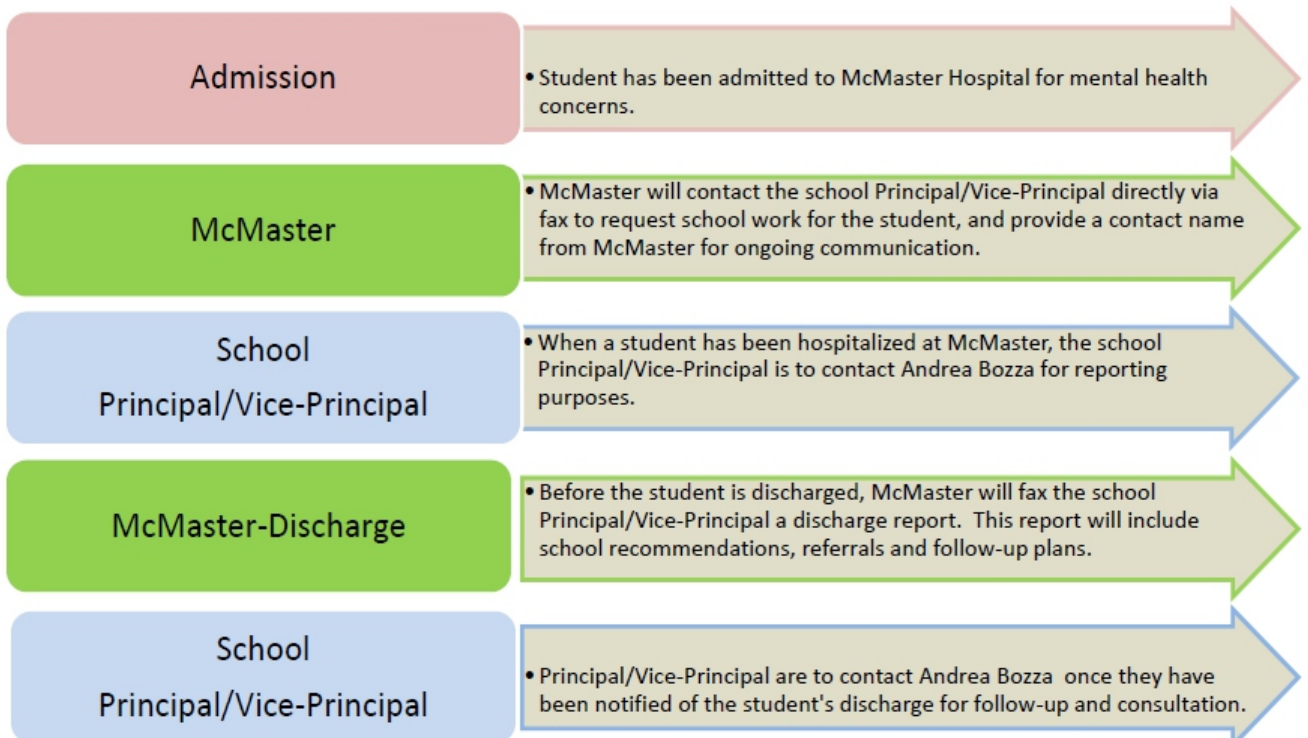 Admission
• Student has been admitted to McMaster Hospital for mental health
concerns.
McMaster
• McMaster will contact the school Principal/Vice-Principal directly via
fax to request school work for the student, and provide a contact name
from McMaster for ongoing communication.
School
Principal/Vice-Principal
• When a student has been hospitalized at McMaster, the school
Principal/Vice-Principal is to contact Andrea Bozza for reporting
purposes.
McMaster-Discharge
• Before the student is discharged, McMaster will fax the school
Principal/Vice-Principal a discharge report.  This report will include
school recommendations, referrals and follow-up plans.
School
Principal/Vice-Principal
• Principal/Vice-Principal are to contact Andrea Bozza  once they have
been notified of the student's discharge for follow-up and consultation.